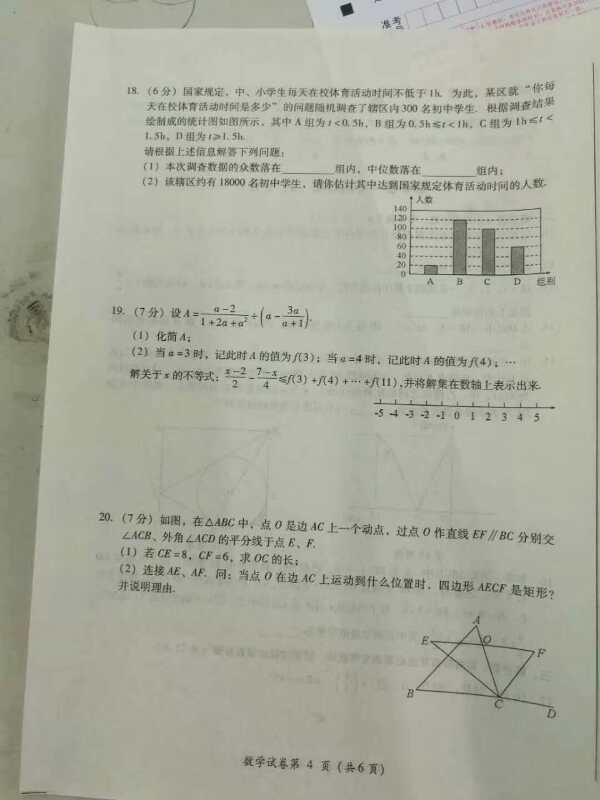 准考
18. (6分) 国家规定, 中、小学生每天在校体育活动时间不低于1h. 为此, 某区就“你每
天在校体育活动时间是多少”的问题随机调查了辖区内300名初中学生. 根据调查结果
绘制成的统计图如图所示, 其中A组为t<0.5h, B组为0.5h≤t<1h, C组为1h≤t<
1.5h, D组为t≥1.5h.
请根据上述信息解答下列问题:
(1) 本次调查数据的众数落在________组内, 中位数落在________组内;
(2) 该辖区约有18000名初中学生, 请你估计其中达到国家规定体育活动时间的人数.
人数
140
120
100
80
60
40
20
0
A B C D 组别
19. (7分) 设A=(a-2)/(1+2a+a²)÷(a-3a/(a+1)).
(1) 化简A;
(2) 当a=3时, 记此时A的值为f(3); 当a=4时, 记此时A的值为f(4); …
解关于x的不等式: (x-2)/2-(7-x)/4≤f(3)+f(4)+…+f(11), 并将解集在数轴上表示出来.
-5 -4 -3 -2 -1 0 1 2 3 4 5
20. (7分) 如图, 在△ABC中, 点O是边AC上一个动点, 过点O作直线EF∥BC分别交
∠ACB、外角∠ACD的平分线于点E、F.
(1) 若CE=8, CF=6, 求OC的长;
(2) 连接AE、AF. 问: 当点O在边AC上运动到什么位置时, 四边形AECF是矩形?
并说明理由.
A
E O F
B C D
数学试卷第 4 页 (共6页)